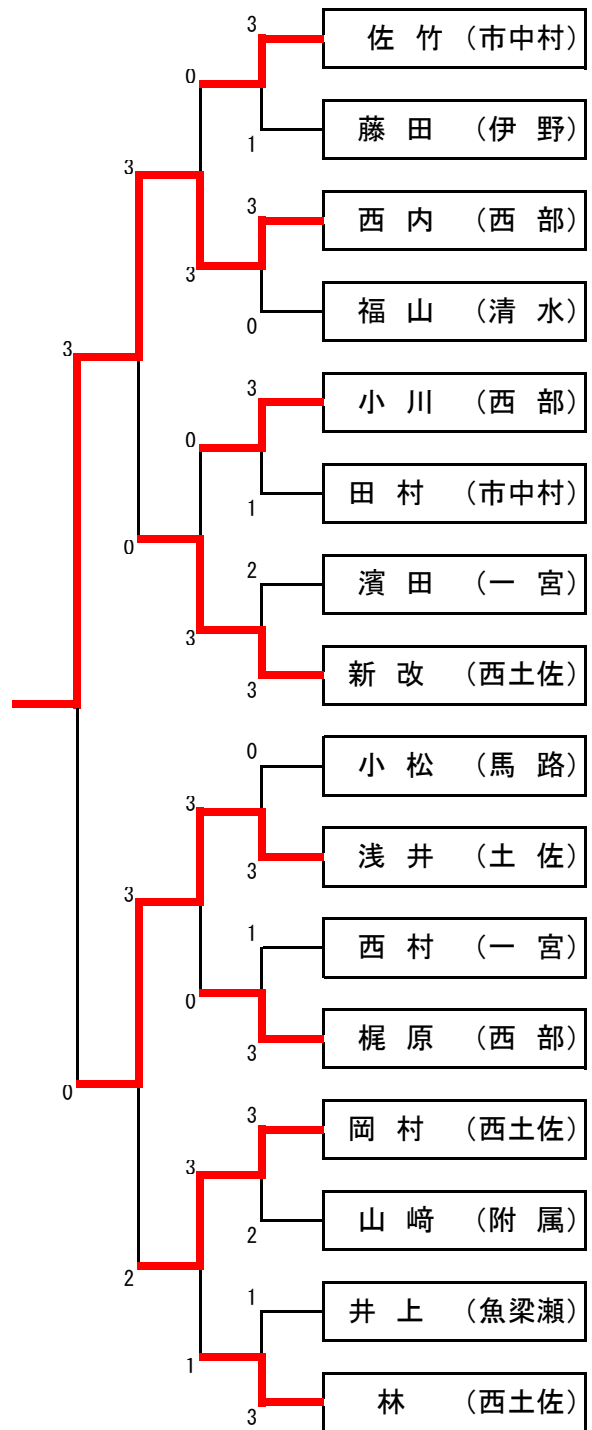 3
佐 竹 （市中村）
0
藤 田 （伊 野）
1
3
3
西 内 （西 部）
3
福 山 （清 水）
0
3
3
小 川 （西 部）
0
田 村 （市中村）
1
0
2
濱 田 （一 宮）
3
新 改 （西土佐）
3
0
小 松 （馬 路）
3
浅 井 （土 佐）
3
3
1
西 村 （一 宮）
0
梶 原 （西 部）
3
0
3
岡 村 （西土佐）
3
山 﨑 （附 属）
2
2
1
井 上 （魚梁瀬）
1
林 （西土佐）
3